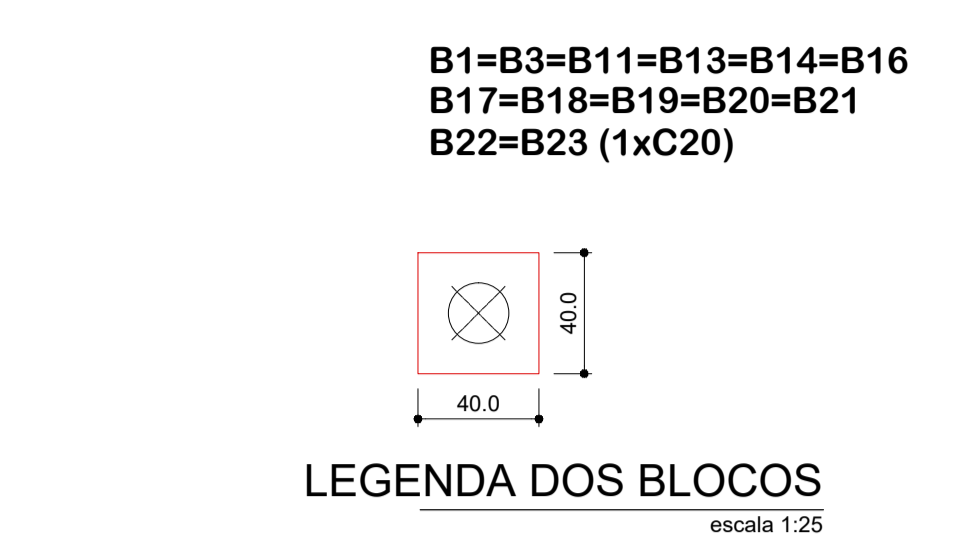 B1=B3=B11=B13=B14=B16
B17=B18=B19=B20=B21
B22=B23 (1xC20)
40.0
40.0
LEGENDA DOS BLOCOS
escala 1:25